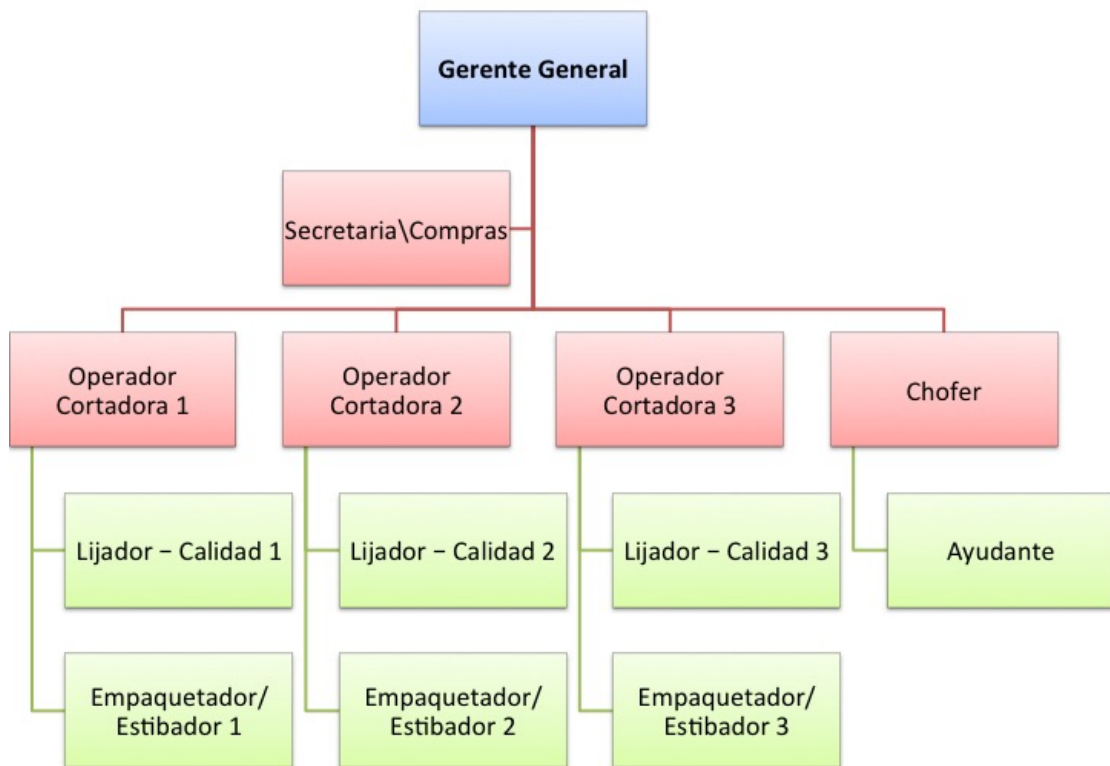 Gerente General
Secretaria\Compras
Operador
Cortadora 1
Operador
Cortadora 2
Operador
Cortadora 3
Chofer
Lijador – Calidad 1
Lijador – Calidad 2
Lijador – Calidad 3
Ayudante
Empaquetador/
Estibador 1
Empaquetador/
Estibador 2
Empaquetador/
Estibador 3